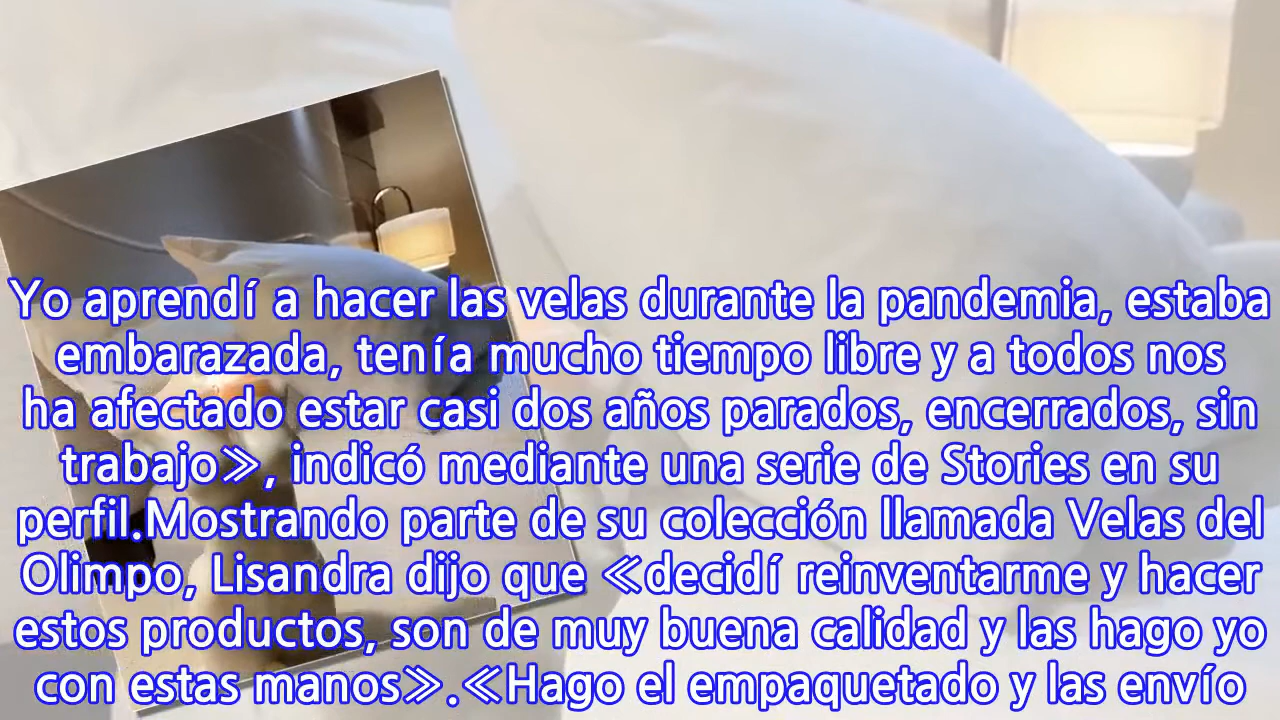 Yo aprendí a hacer las velas durante la pandemia, estaba
embarazada, tenía mucho tiempo libre y a todos nos
ha afectado estar casi dos años parados, encerrados, sin
trabajo≫, indicó mediante una serie de Stories en su
perfil.Mostrando parte de su colección llamada Velas del
Olimpo, Lisandra dijo que ≪decidí reinventarme y hacer
estos productos, son de muy buena calidad y las hago yo
con estas manos≫.≪Hago el empaquetado y las envío